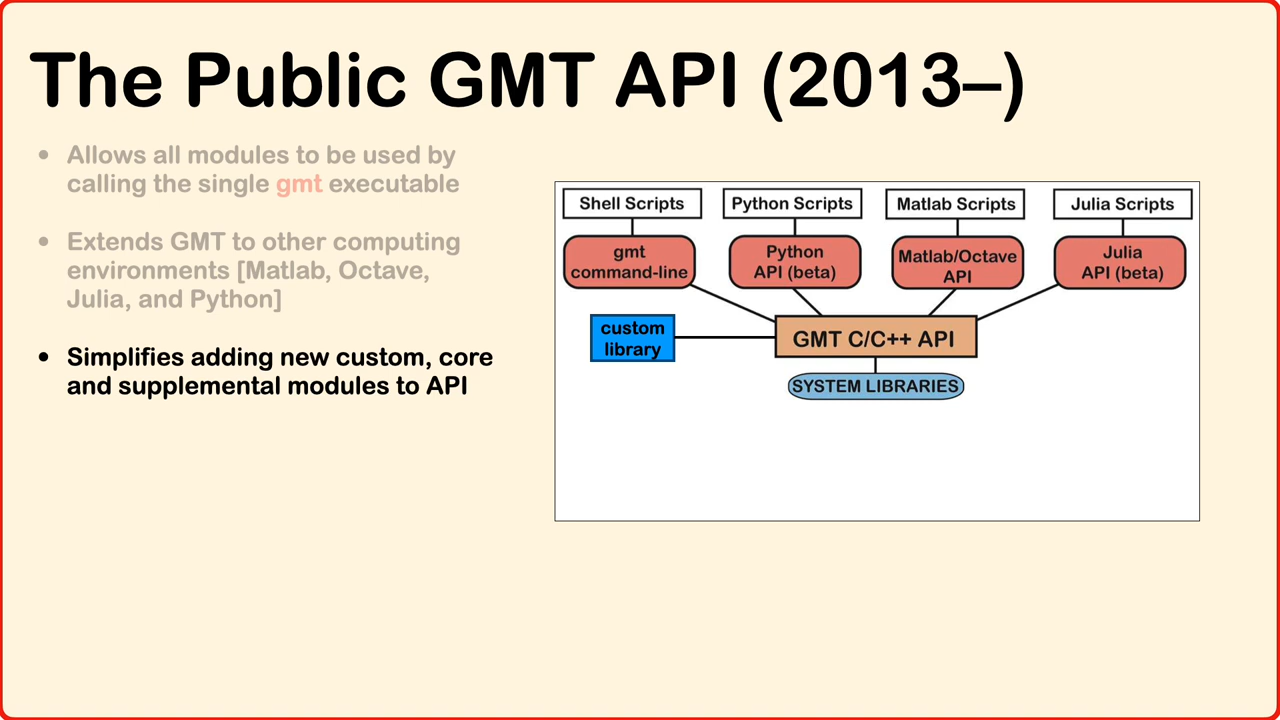 The Public GMT API (2013–)
• Allows all modules to be used by
calling the single gmt executable
• Extends GMT to other computing
environments [Matlab, Octave,
Julia, and Python]
• Simplifies adding new custom, core
and supplemental modules to API
Shell Scripts
Python Scripts
Matlab Scripts
Julia Scripts
gmt
command-line
Python
API (beta)
Matlab/Octave
API
Julia
API (beta)
custom
library
GMT C/C++ API
SYSTEM LIBRARIES